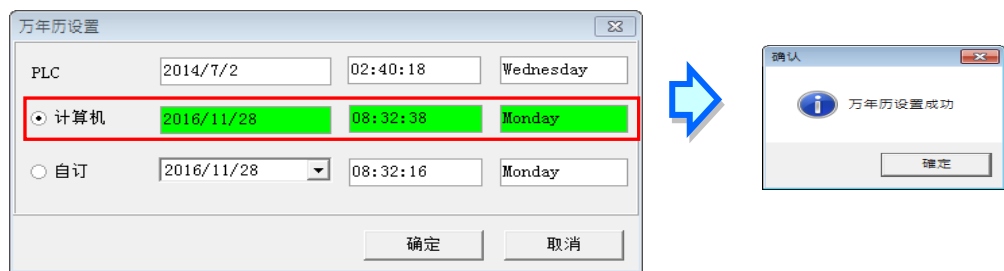 万年历设置
PLC 2014/7/2 02:40:18 Wednesday
计算机 2016/11/28 08:32:38 Monday
自订 2016/11/28 08:32:16 Monday
确定 取消
确认
万年历设置成功
確定